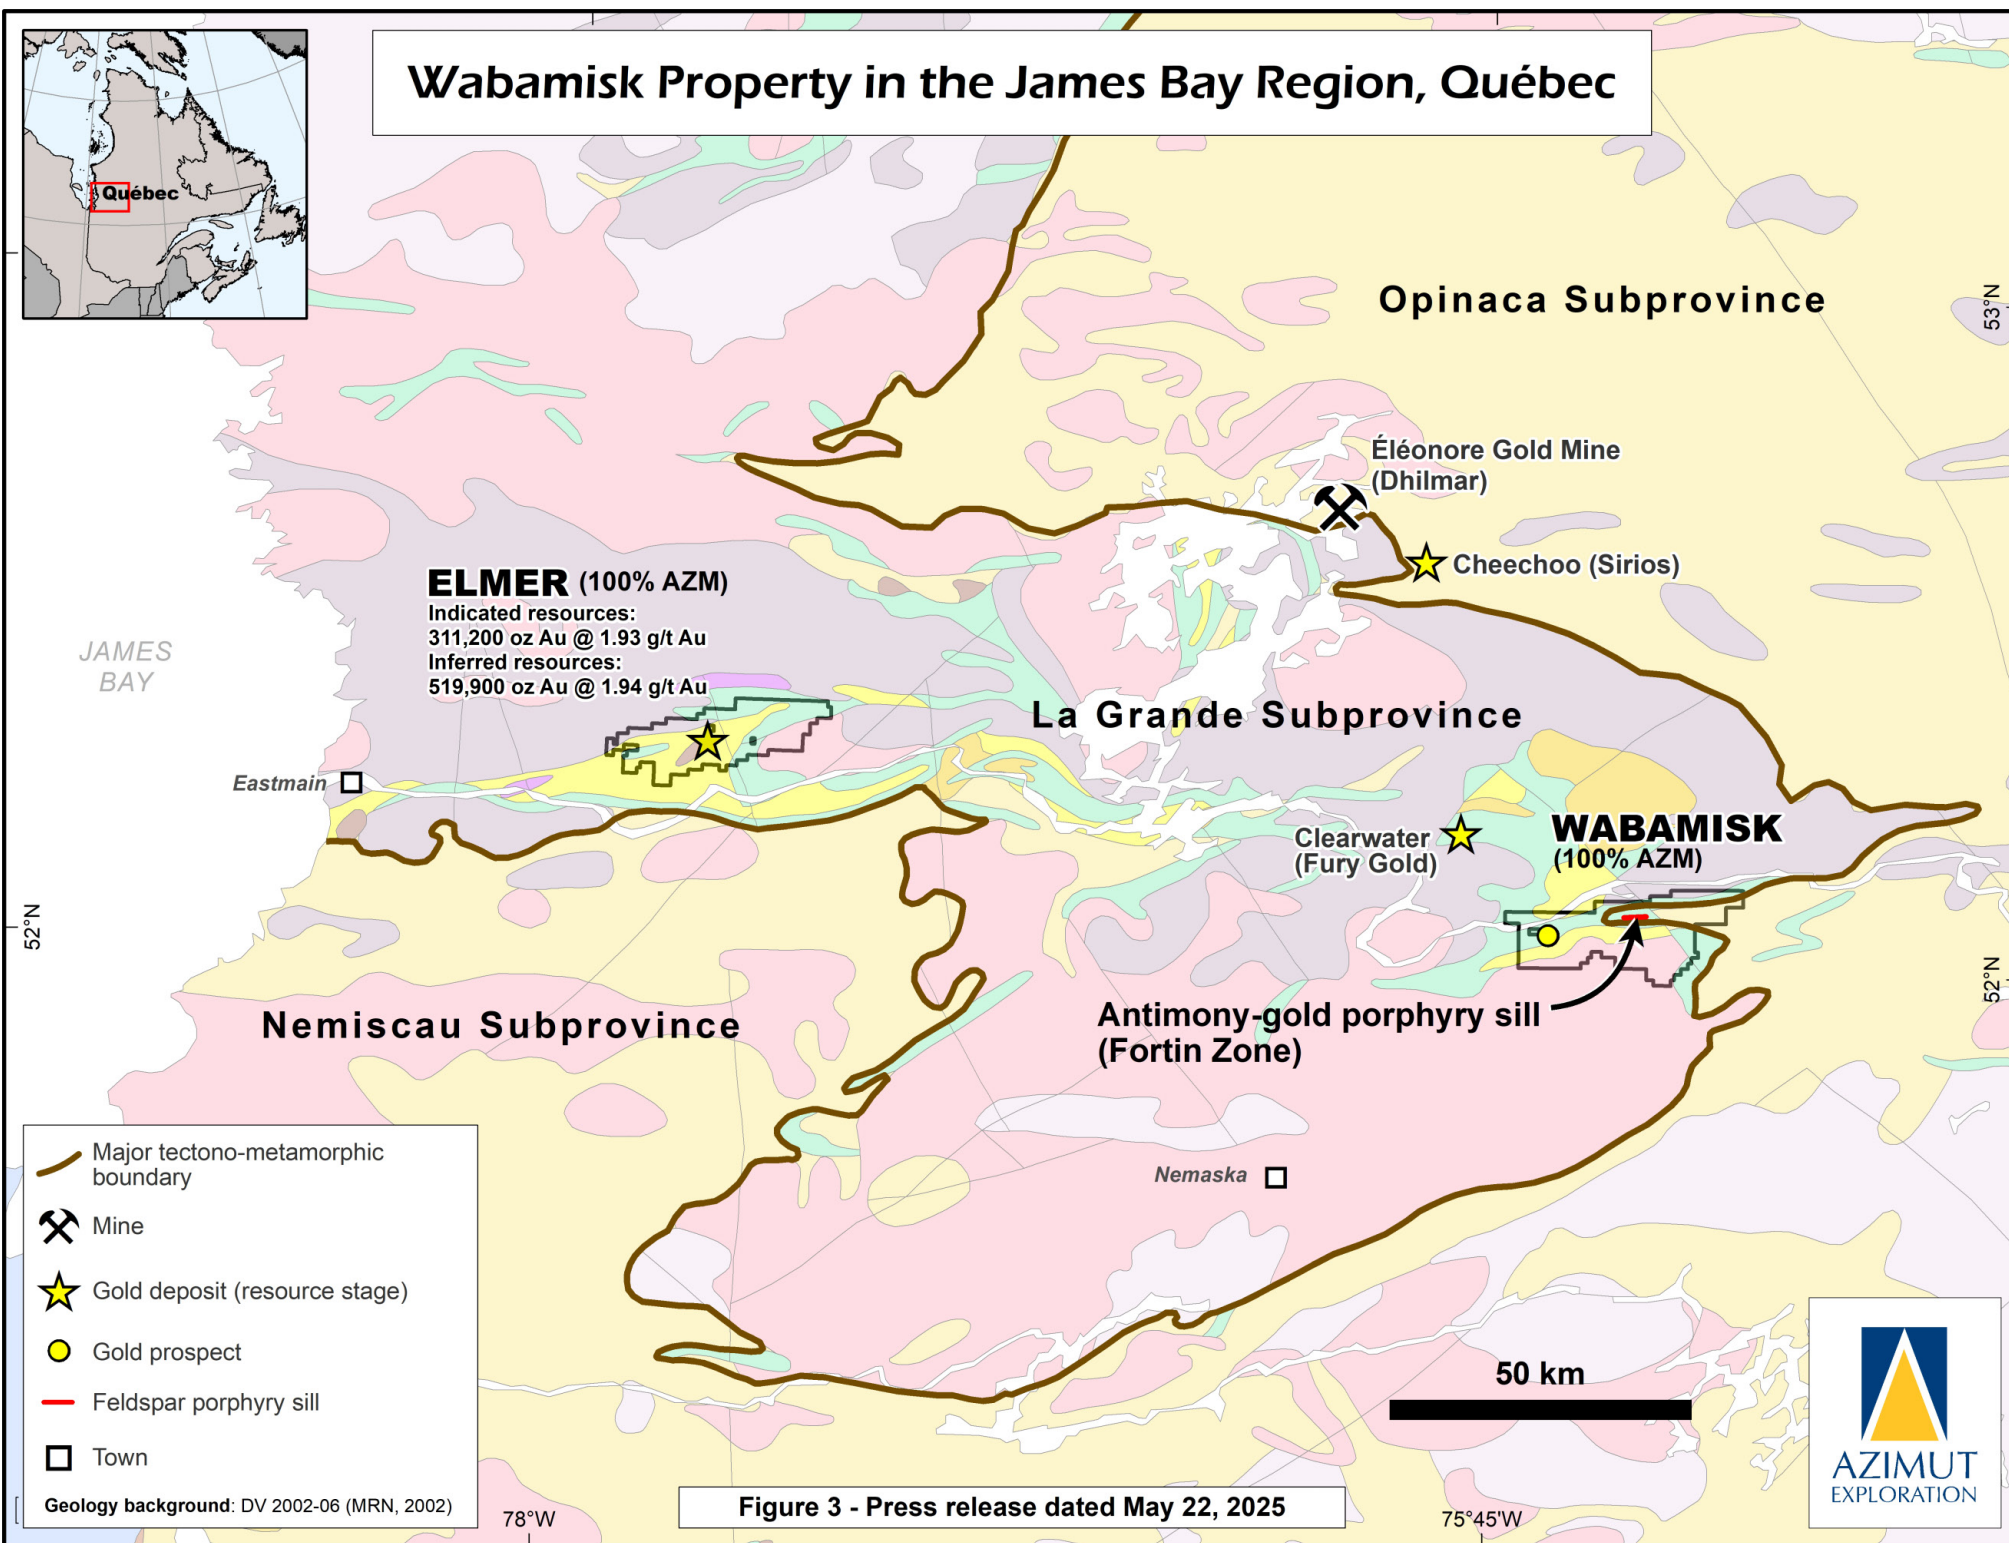 Wabamisk Property in the James Bay Region, Québec
Québec
Opinaca Subprovince
53°N
Éléonore Gold Mine
(Dhilmar)
Cheechoo (Sirios)
ELMER (100% AZM)
Indicated resources:
311,200 oz Au @ 1.93 g/t Au
Inferred resources:
519,900 oz Au @ 1.94 g/t Au
JAMES
BAY
La Grande Subprovince
Eastmain
Clearwater
(Fury Gold)
WABAMISK
(100% AZM)
52°N
52°N
Antimony-gold porphyry sill
(Fortin Zone)
Nemiscau Subprovince
Nemaska
Major tectono-metamorphic
boundary
Mine
Gold deposit (resource stage)
Gold prospect
Feldspar porphyry sill
Town
Geology background: DV 2002-06 (MRN, 2002)
50 km
78°W
Figure 3 - Press release dated May 22, 2025
75°45'W
AZIMUT
EXPLORATION